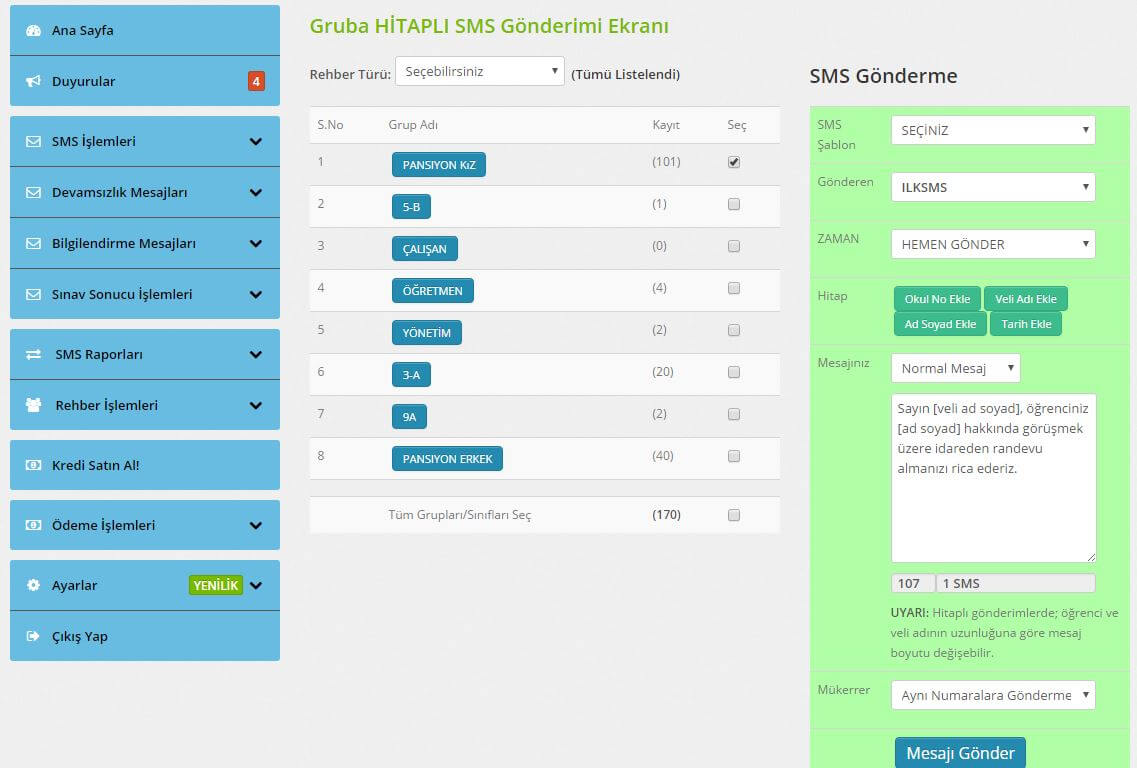 Ana Sayfa
Duyurular 4
SMS İşlemleri
Devamsızlık Mesajları
Bilgilendirme Mesajları
Sınav Sonucu İşlemleri
SMS Raporları
Rehber İşlemleri
Kredi Satın Al!
Ödeme İşlemleri
Ayarlar YENİLİK
Çıkış Yap
Gruba HİTAPLI SMS Gönderimi Ekranı
Rehber Türü: Seçebilirsiniz (Tümü Listelendi)
S.No Grup Adı Kayıt Seç
1 PANSIYON KıZ (101)
2 5-B (1)
3 ÇALIŞAN (0)
4 ÖĞRETMEN (4)
5 YÖNETİM (2)
6 3-A (20)
7 9A (2)
8 PANSIYON ERKEK (40)
Tüm Grupları/Sınıfları Seç (170)
SMS Gönderme
SMS Şablon SEÇİNİZ
Gönderen ILKSMS
ZAMAN HEMEN GÖNDER
Hitap Okul No Ekle Veli Adı Ekle
Ad Soyad Ekle Tarih Ekle
Mesajınız Normal Mesaj
Sayın [veli ad soyad], öğrenciniz
[ad soyad] hakkında görüşmek
üzere idareden randevu
almanızı rica ederiz.
107 1 SMS
UYARI: Hitaplı gönderimlerde; öğrenci ve
veli adının uzunluğuna göre mesaj
boyutu değişebilir.
Mükerrer Aynı Numaralara Gönderme
Mesajı Gönder